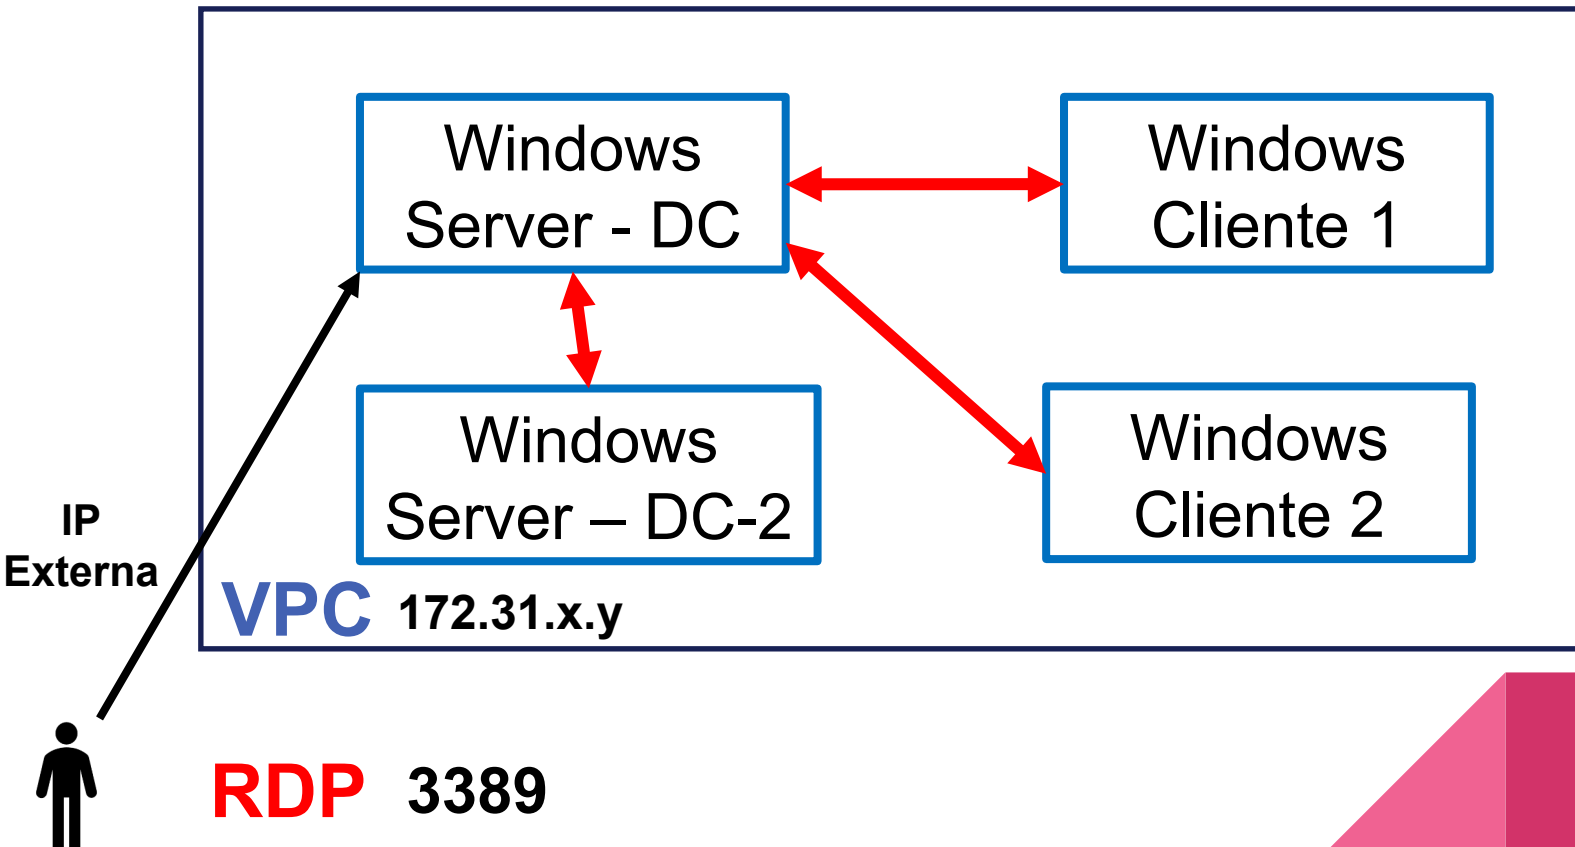 Windows
Server - DC
Windows
Cliente 1
Windows
Server – DC-2
Windows
Cliente 2
IP
Externa
VPC 172.31.x.y
RDP 3389